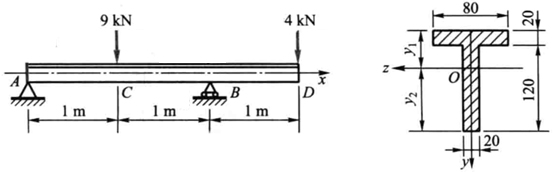 9 kN 4 kN
A C B D x
1 m 1 m 1 m
80 20
y₁
z O
y₂ 120
20
y